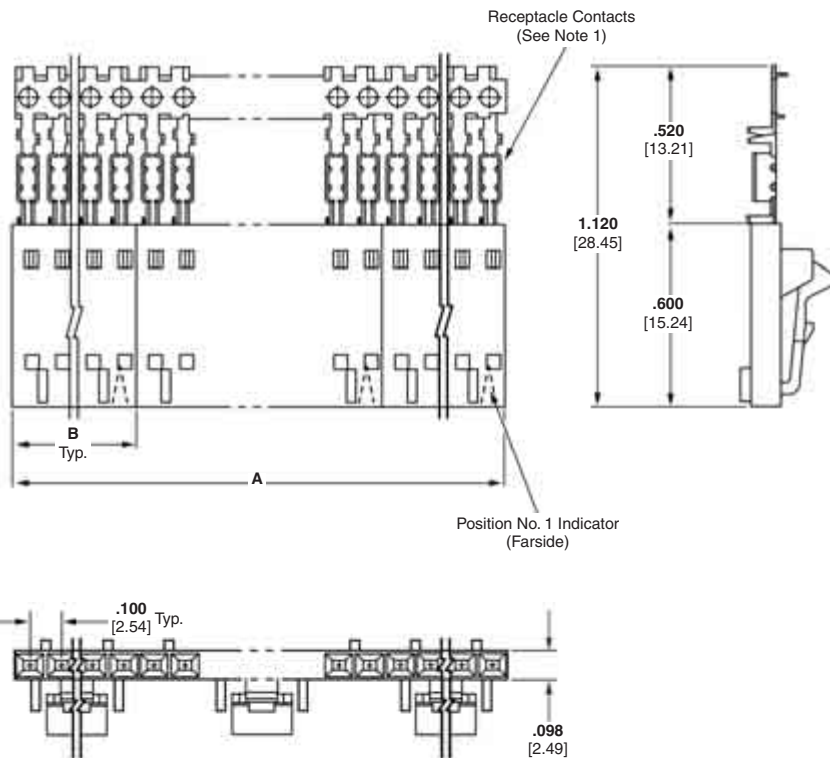 Receptacle Contacts
(See Note 1)
.520
[13.21]
1.120
[28.45]
.600
[15.24]
B
Typ.
A
Position No. 1 Indicator
(Farside)
.100
[2.54] Typ.
.098
[2.49]